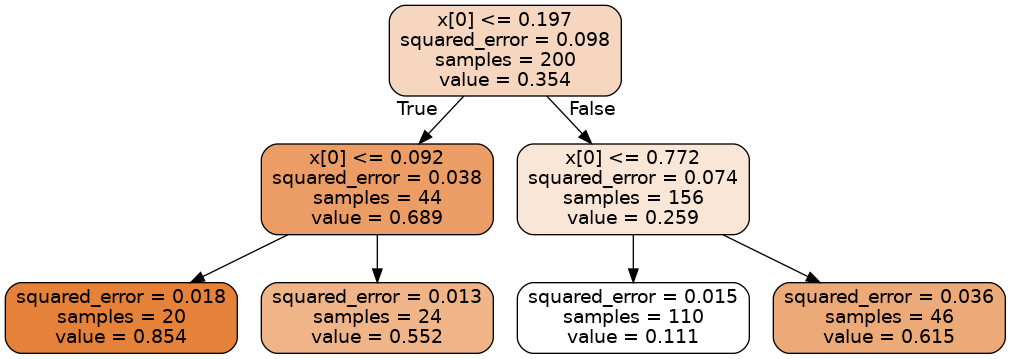 x[0] <= 0.197
squared_error = 0.098
samples = 200
value = 0.354
True
False
x[0] <= 0.092
squared_error = 0.038
samples = 44
value = 0.689
x[0] <= 0.772
squared_error = 0.074
samples = 156
value = 0.259
squared_error = 0.018
samples = 20
value = 0.854
squared_error = 0.013
samples = 24
value = 0.552
squared_error = 0.015
samples = 110
value = 0.111
squared_error = 0.036
samples = 46
value = 0.615